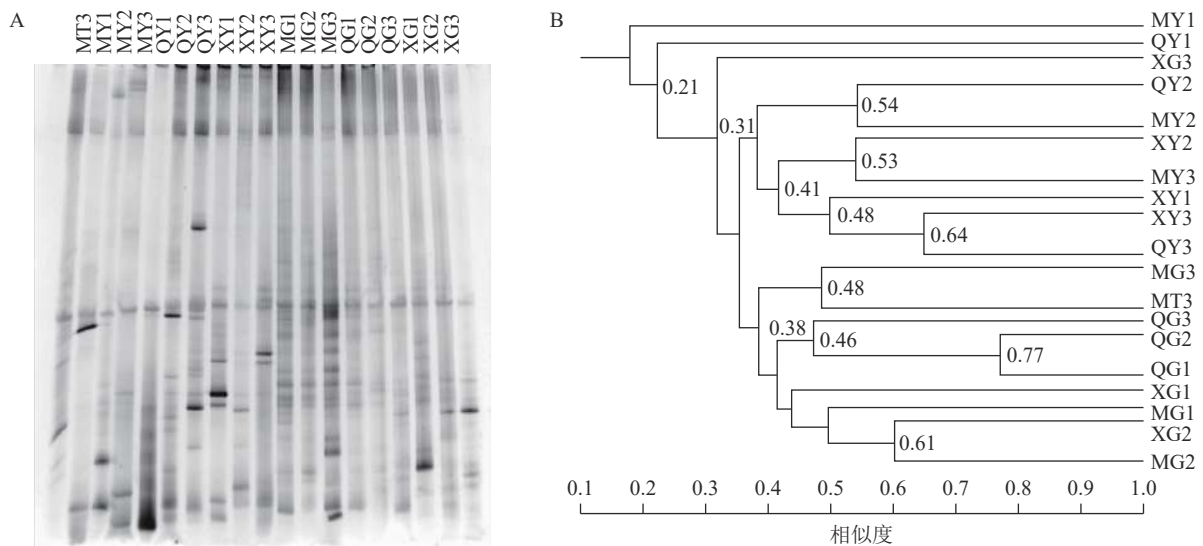 A
MT3 MY1 MY2 MY3 QY1 QY2 QY3 XY1 XY2 XY3 MG1 MG2 MG3 QG1 QG2 QG3 XG1 XG2 XG3
B
MY1
QY1
XG3
0.21
QY2
0.54
0.31
MY2
XY2
0.53
0.41
MY3
XY1
0.48
XY3
0.64
QY3
MG3
0.48
MT3
QG3
0.38
0.46
QG2
0.77
QG1
XG1
MG1
XG2
0.61
MG2
0.1 0.2 0.3 0.4 0.5 0.6 0.7 0.8 0.9 1.0
相似度